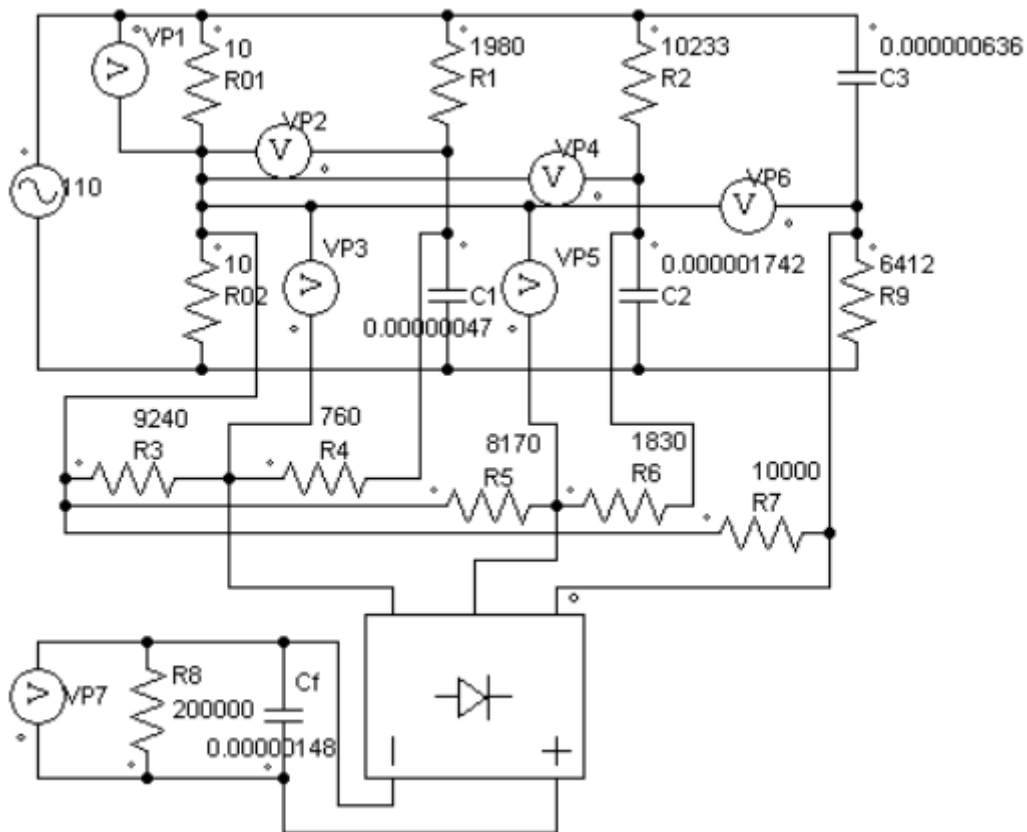 VP1
10
R01
1980
R1
10233
R2
0.000000636
C3
VP2
VP4
VP6
110
10
R02
VP3
C1
0.00000047
VP5
0.000001742
C2
6412
R9
9240
R3
760
R4
8170
R5
1830
R6
10000
R7
VP7
R8
200000
Cf
0.00000148